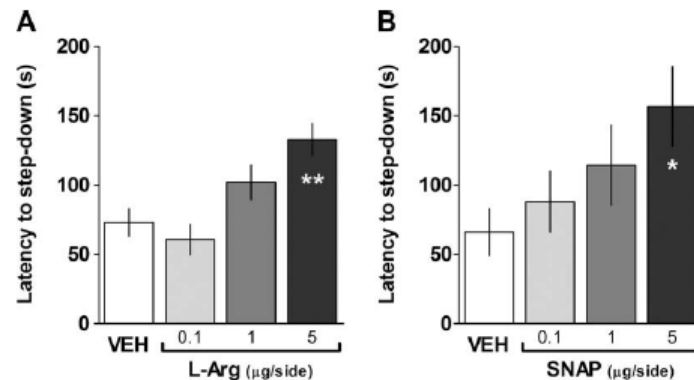 A
Latency to step-down (s)
200
150
100
50
0
**
VEH
0.1
1
5
L-Arg (µg/side)
B
Latency to step-down (s)
200
150
100
50
0
*
VEH
0.1
1
5
SNAP (µg/side)